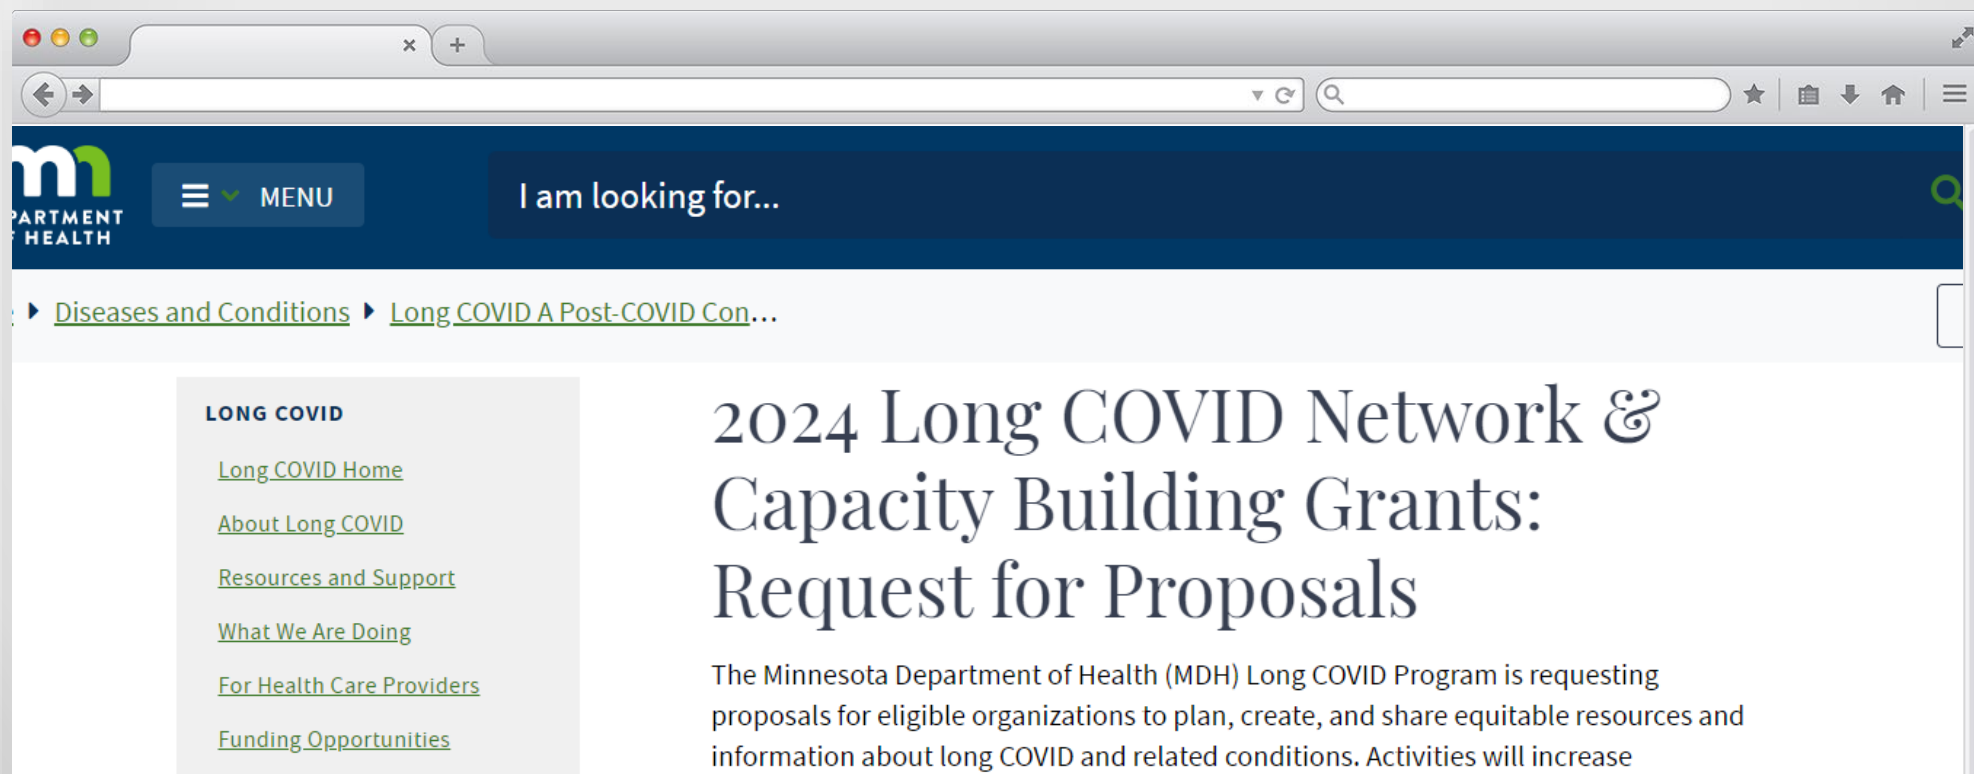 MENU
I am looking for...
HEALTH
Diseases and Conditions Long COVID A Post-COVID Con...
LONG COVID
Long COVID Home
About Long COVID
Resources and Support
What We Are Doing
For Health Care Providers
Funding Opportunities
2024 Long COVID Network &
Capacity Building Grants:
Request for Proposals
The Minnesota Department of Health (MDH) Long COVID Program is requesting
proposals for eligible organizations to plan, create, and share equitable resources and
information about long COVID and related conditions. Activities will increase